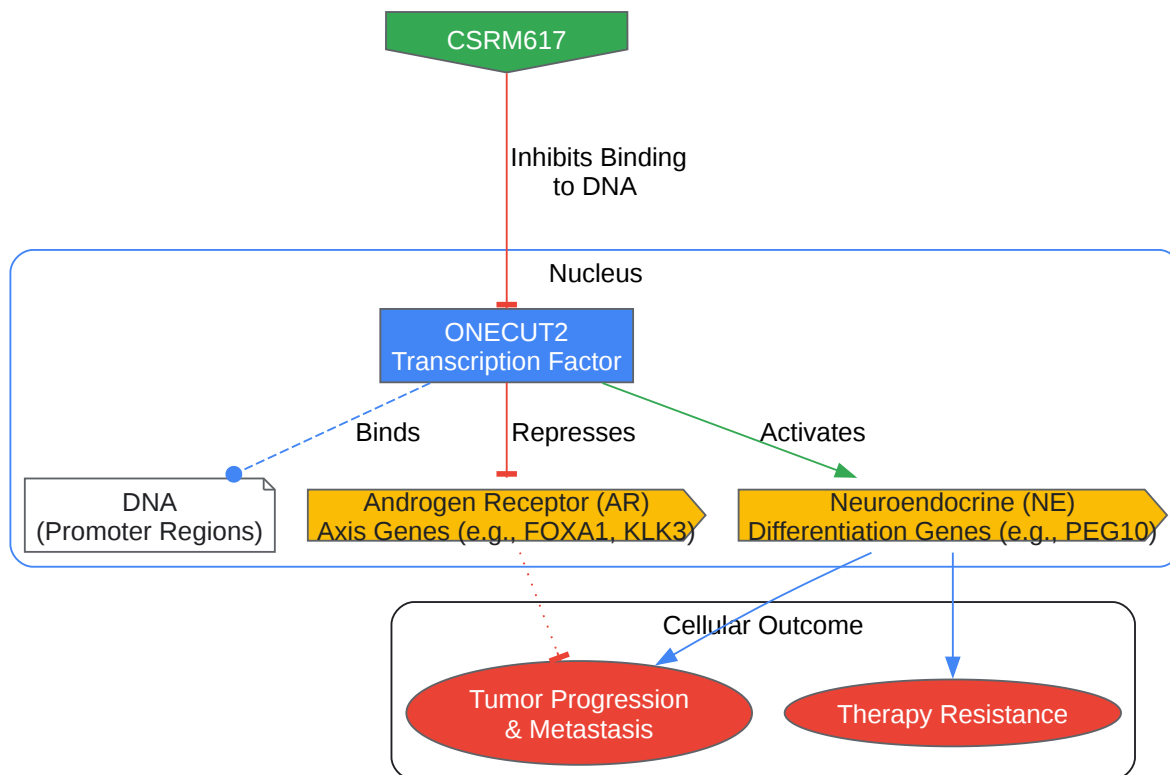 CSRM617
Inhibits Binding
to DNA
Nucleus
ONECUT2
Transcription Factor
Binds
Represses
Activates
DNA
(Promoter Regions)
Androgen Receptor (AR)
Axis Genes (e.g., FOXA1, KLK3)
Neuroendocrine (NE)
Differentiation Genes (e.g., PEG10)
Cellular Outcome
Tumor Progression
& Metastasis
Therapy Resistance